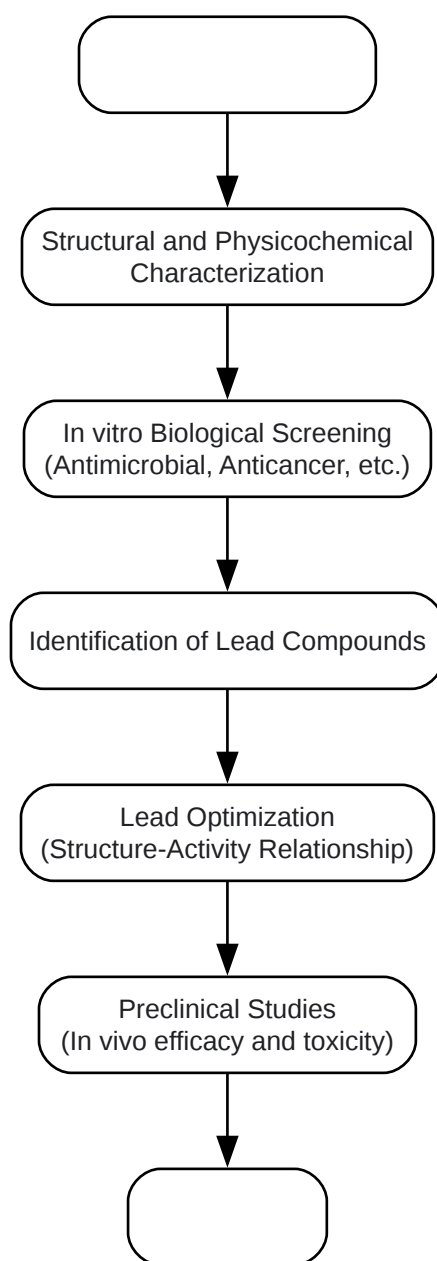 Structural and Physicochemical
Characterization
In vitro Biological Screening
(Antimicrobial, Anticancer, etc.)
Identification of Lead Compounds
Lead Optimization
(Structure-Activity Relationship)
Preclinical Studies
(In vivo efficacy and toxicity)